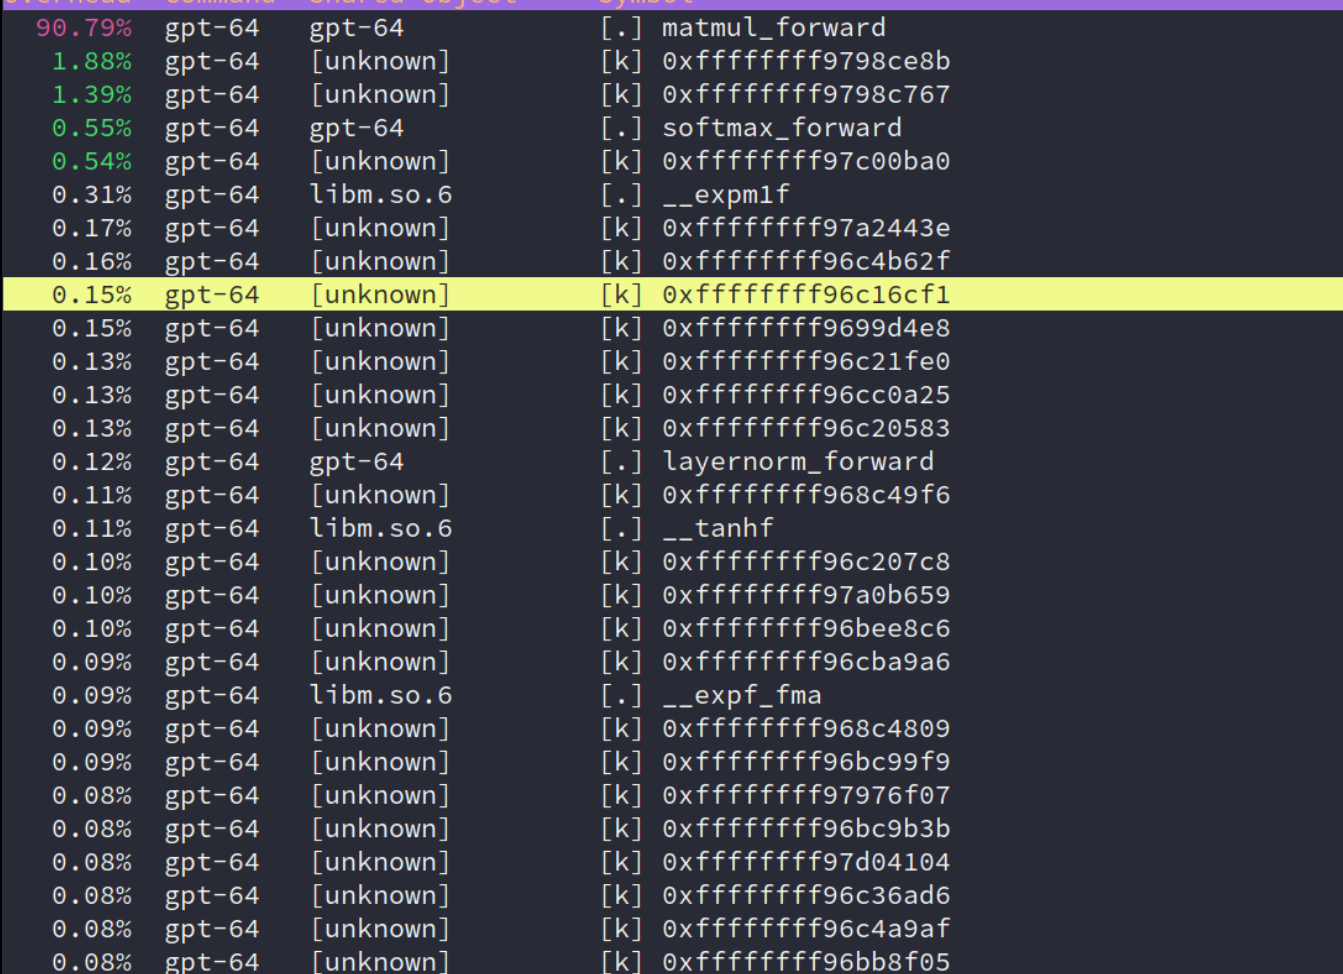 Overhead Command Shared Object Symbol
90.79% gpt-64 gpt-64 [.] matmul_forward
1.88% gpt-64 [unknown] [k] 0xffffffff9798ce8b
1.39% gpt-64 [unknown] [k] 0xffffffff9798c767
0.55% gpt-64 gpt-64 [.] softmax_forward
0.54% gpt-64 [unknown] [k] 0xffffffff97c00ba0
0.31% gpt-64 libm.so.6 [.] __expm1f
0.17% gpt-64 [unknown] [k] 0xffffffff97a2443e
0.16% gpt-64 [unknown] [k] 0xffffffff96c4b62f
0.15% gpt-64 [unknown] [k] 0xffffffff96c16cf1
0.15% gpt-64 [unknown] [k] 0xffffffff9699d4e8
0.13% gpt-64 [unknown] [k] 0xffffffff96c21fe0
0.13% gpt-64 [unknown] [k] 0xffffffff96cc0a25
0.13% gpt-64 [unknown] [k] 0xffffffff96c20583
0.12% gpt-64 gpt-64 [.] layernorm_forward
0.11% gpt-64 [unknown] [k] 0xffffffff968c49f6
0.11% gpt-64 libm.so.6 [.] __tanhf
0.10% gpt-64 [unknown] [k] 0xffffffff96c207c8
0.10% gpt-64 [unknown] [k] 0xffffffff97a0b659
0.10% gpt-64 [unknown] [k] 0xffffffff96bee8c6
0.09% gpt-64 [unknown] [k] 0xffffffff96cba9a6
0.09% gpt-64 libm.so.6 [.] __expf_fma
0.09% gpt-64 [unknown] [k] 0xffffffff968c4809
0.09% gpt-64 [unknown] [k] 0xffffffff96bc99f9
0.08% gpt-64 [unknown] [k] 0xffffffff97976f07
0.08% gpt-64 [unknown] [k] 0xffffffff96bc9b3b
0.08% gpt-64 [unknown] [k] 0xffffffff97d04104
0.08% gpt-64 [unknown] [k] 0xffffffff96c36ad6
0.08% gpt-64 [unknown] [k] 0xffffffff96c4a9af
0.08% gpt-64 [unknown] [k] 0xffffffff96bb8f05